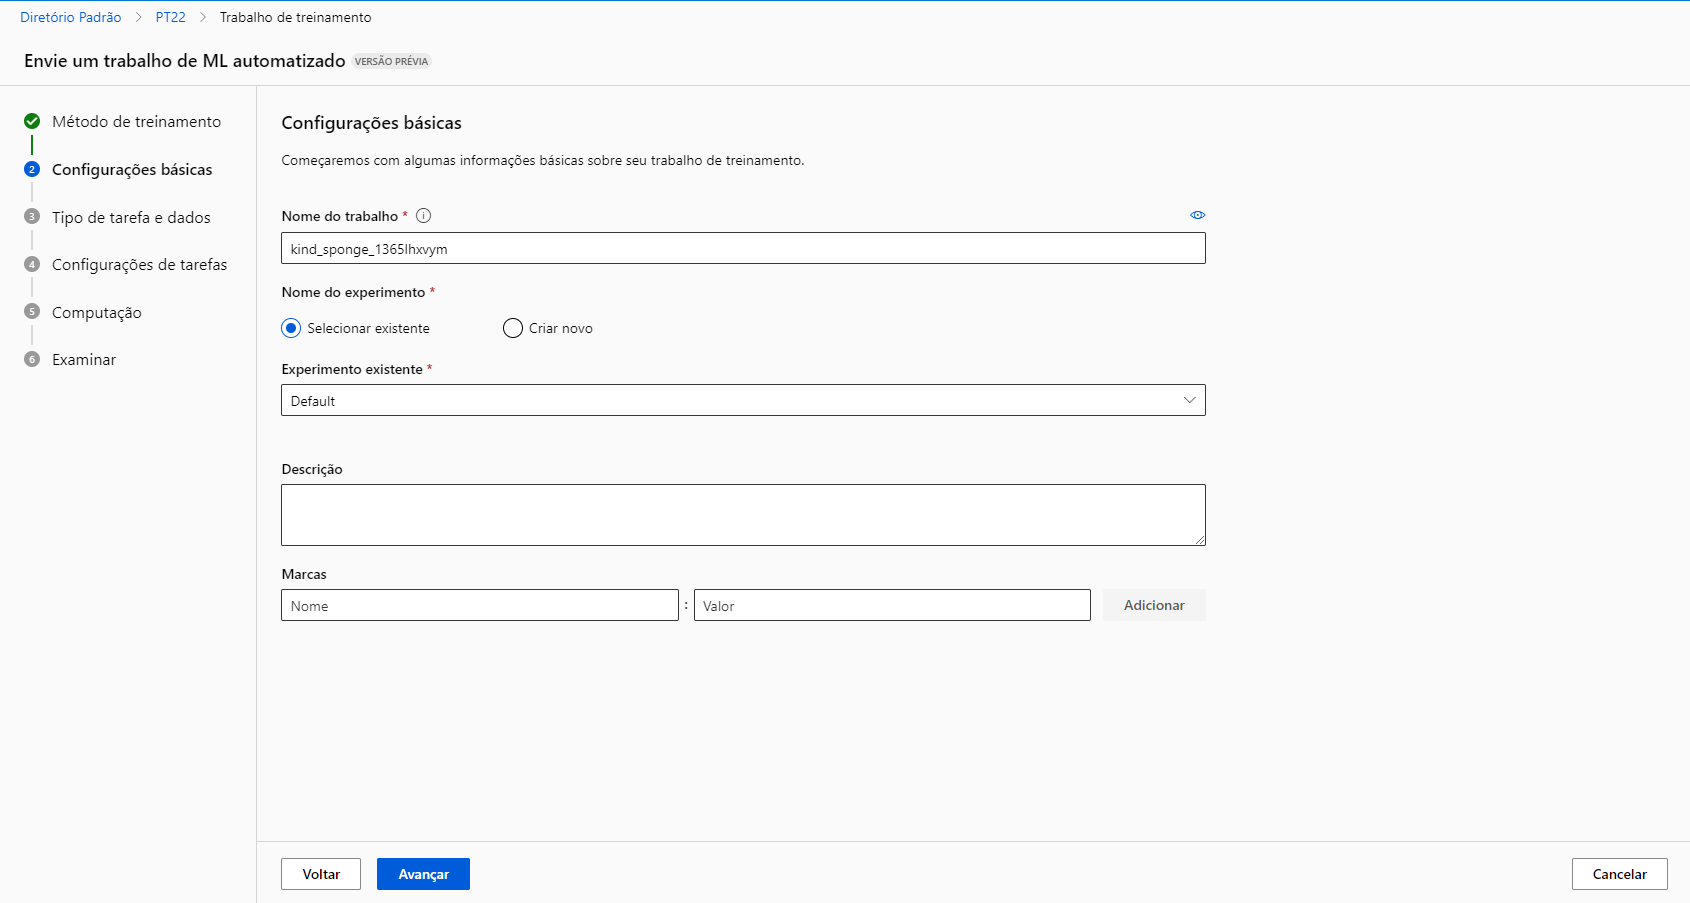 Diretório Padrão > PT22 > Trabalho de treinamento
Envie um trabalho de ML automatizado VERSÃO PRÉVIA
Método de treinamento
2 Configurações básicas
3 Tipo de tarefa e dados
4 Configurações de tarefas
5 Computação
6 Examinar
Configurações básicas
Começaremos com algumas informações básicas sobre seu trabalho de treinamento.
Nome do trabalho *
kind_sponge_1365lhxvym
Nome do experimento *
Selecionar existente Criar novo
Experimento existente *
Default
Descrição
Marcas
Nome : Valor Adicionar
Voltar Avançar Cancelar